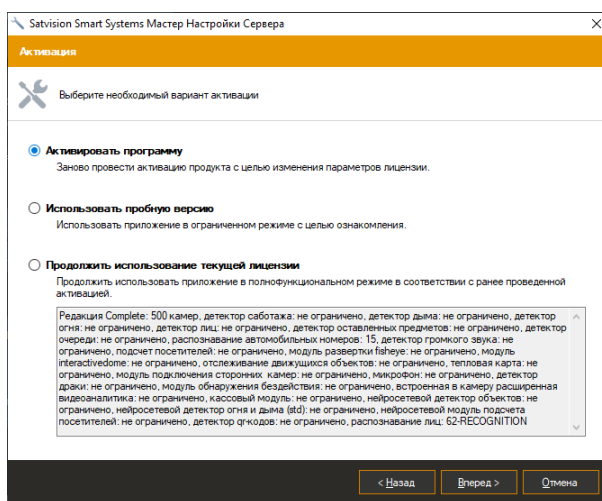 Satvision Smart Systems Мастер Настройки Сервера
Активация
Выберите необходимый вариант активации
Активировать программу
Заново провести активацию продукта с целью изменения параметров лицензии.
Использовать пробную версию
Использовать приложение в ограниченном режиме с целью ознакомления.
Продолжить использование текущей лицензии
Продолжить использовать приложение в полнофункциональном режиме в соответствии с ранее проведенной
активацией.
Редакция Complete: 500 камер, детектор саботажа: не ограничено, детектор дыма: не ограничено, детектор
огня: не ограничено, детектор лиц: не ограничено, детектор оставленных предметов: не ограничено, детектор
очереди: не ограничено, распознавание автомобильных номеров: 15, детектор громкого звука: не
ограничено, подсчет посетителей: не ограничено, модуль развертки fisheye: не ограничено, модуль
interactivedome: не ограничено, отслеживание движущихся объектов: не ограничено, тепловая карта: не
ограничено, модуль подключения сторонних камер: не ограничено, микрофон: не ограничено, детектор
драки: не ограничено, модуль обнаружения бездействия: не ограничено, встроенная в камеру расширенная
видеоаналитика: не ограничено, кассовый модуль: не ограничено, нейросетевой детектор объектов: не
ограничено, нейросетевой детектор огня и дыма (std): не ограничено, нейросетевой модуль подсчета
посетителей: не ограничено, детектор qr-кодов: не ограничено, распознавание лиц: 62-RECOGNITION
< Назад
Вперед >
Отмена